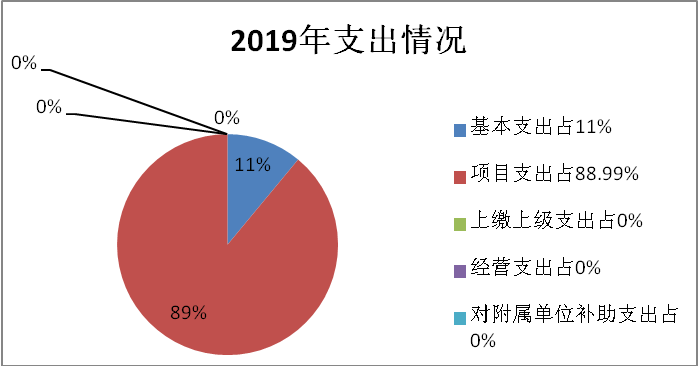 2019年支出情况
0%
0%
0%
11%
89%
基本支出占11%
项目支出占88.99%
上缴上级支出占0%
经营支出占0%
对附属单位补助支出占
0%